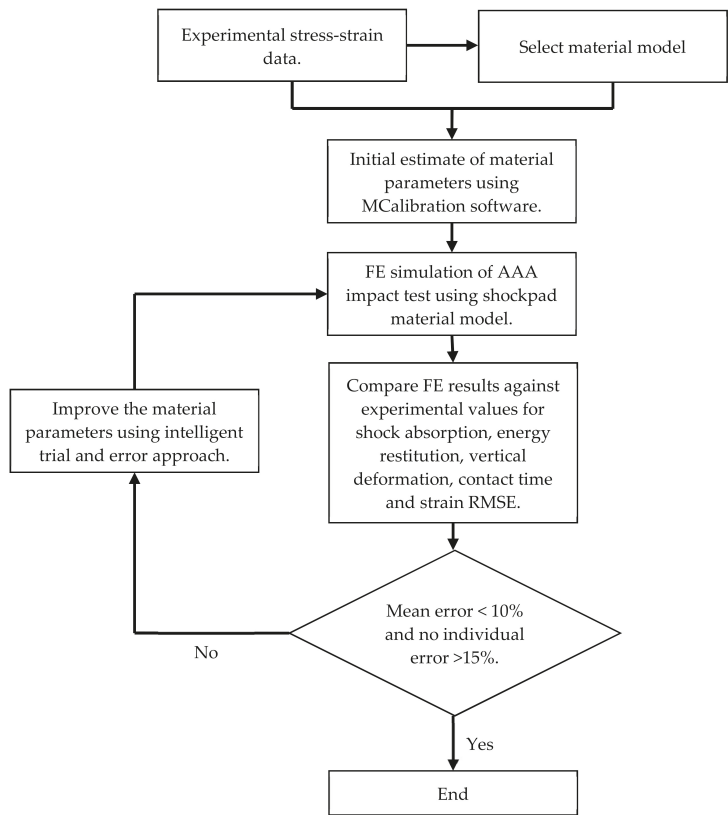 Experimental stress-strain
data.
Select material model
Initial estimate of material
parameters using
MCalibration software.
FE simulation of AAA
impact test using shockpad
material model.
Compare FE results against
experimental values for
shock absorption, energy
restitution, vertical
deformation, contact time
and strain RMSE.
Improve the material
parameters using intelligent
trial and error approach.
Mean error < 10%
and no individual
error >15%.
No
Yes
End